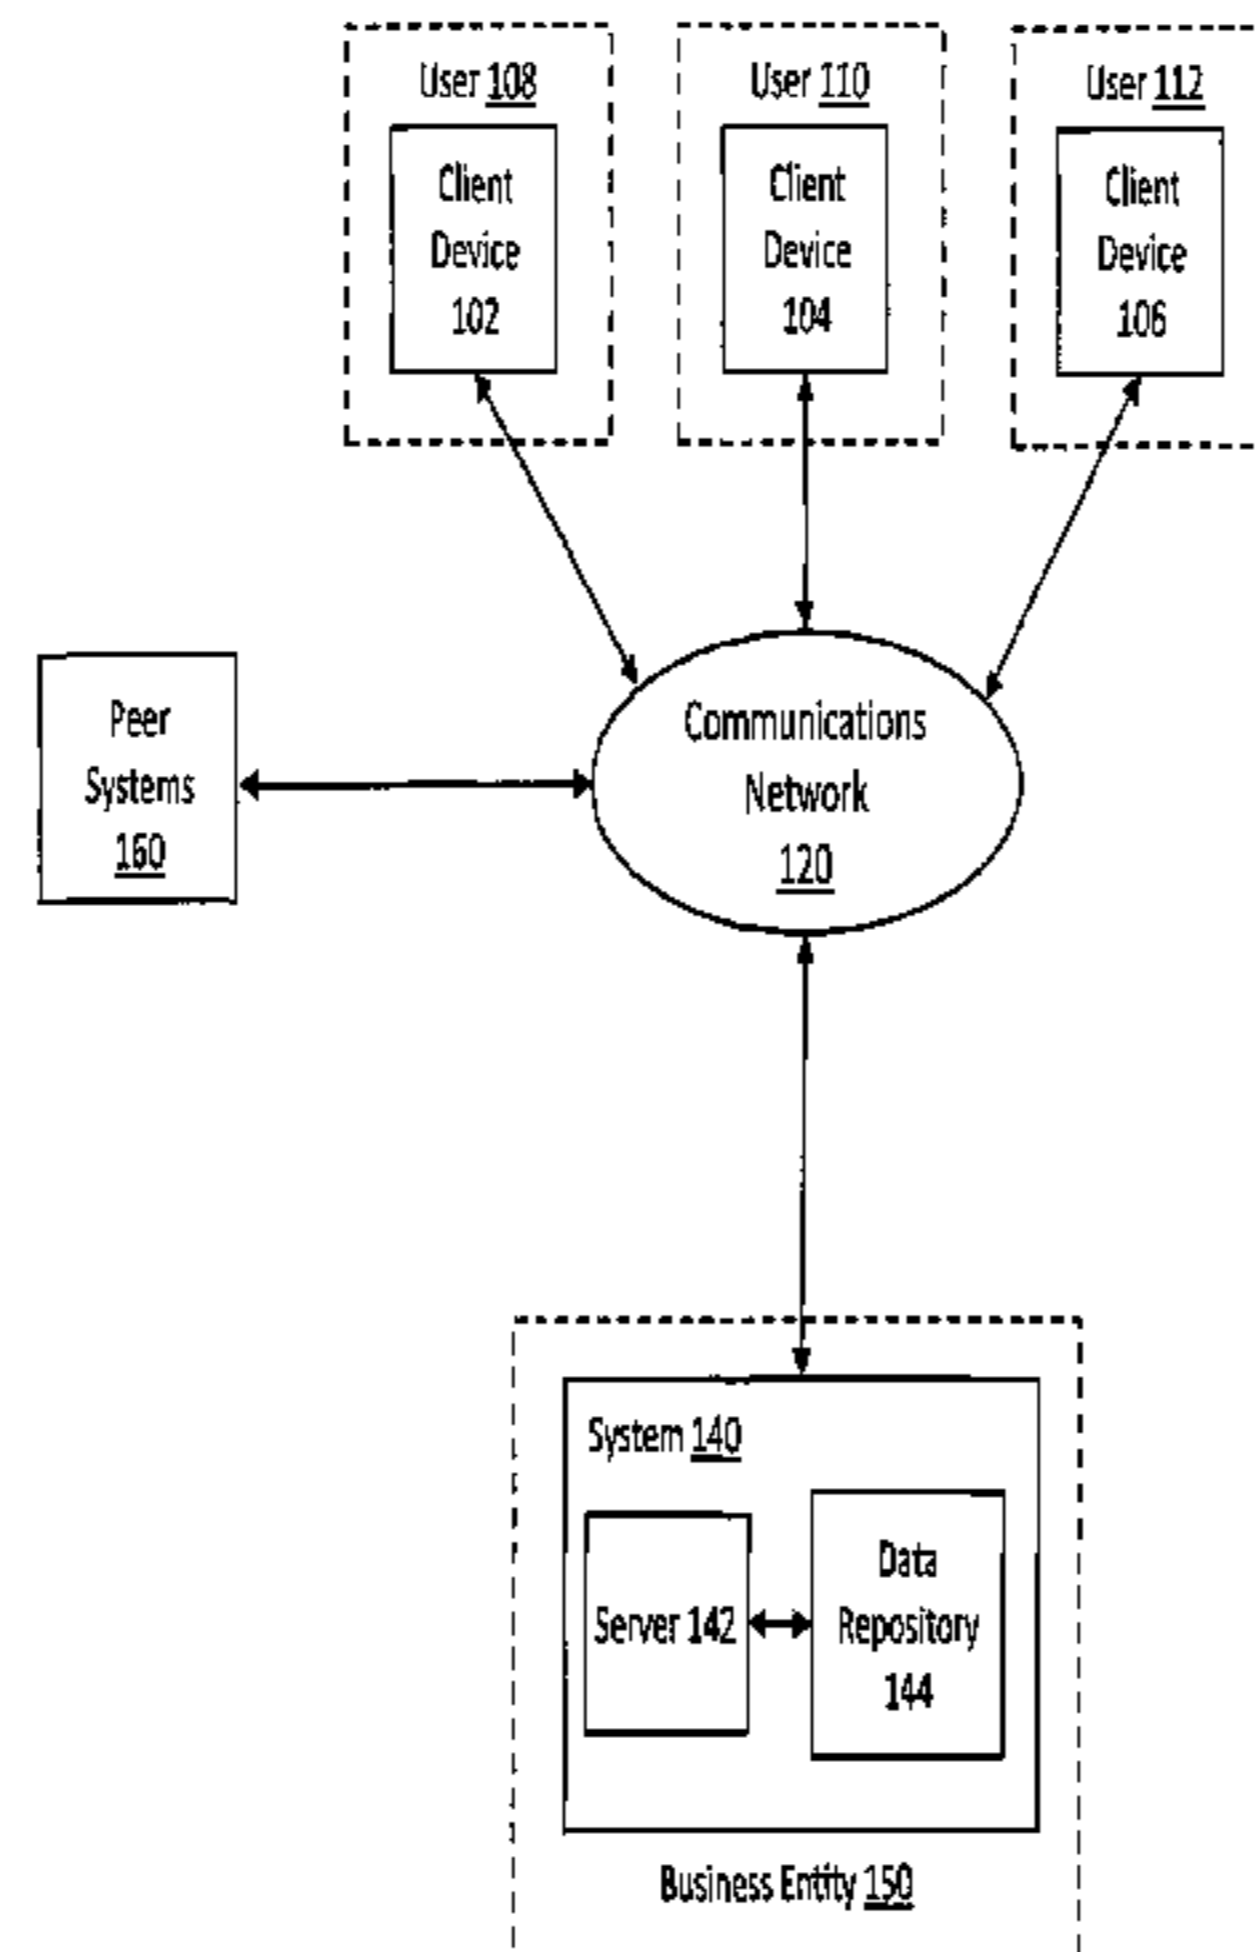 User 108
Client
Device
102
User 110
Client
Device
104
User 112
Client
Device
106
Peer
Systems
160
Communications
Network
120
System 140
Server 142
Data
Repository
144
Business Entity 150